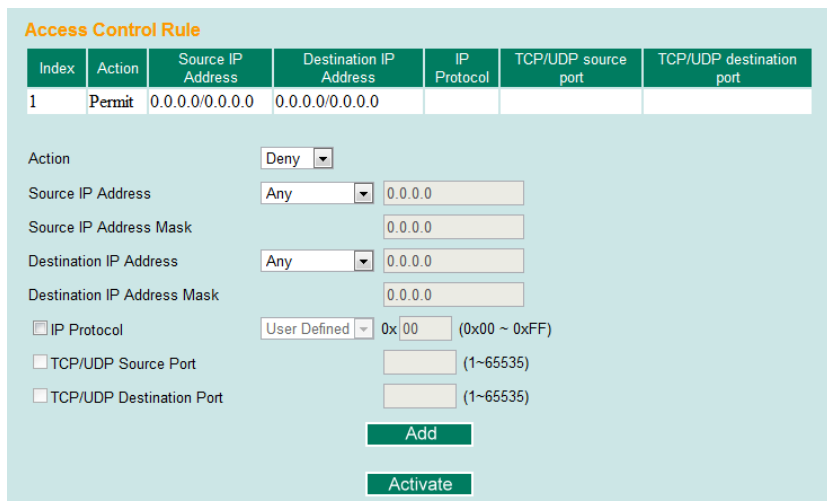 Access Control Rule
Index Action Source IP Address Destination IP Address IP Protocol TCP/UDP source port TCP/UDP destination port
1 Permit 0.0.0.0/0.0.0.0 0.0.0.0/0.0.0.0
Action Deny
Source IP Address Any 0.0.0.0
Source IP Address Mask 0.0.0.0
Destination IP Address Any 0.0.0.0
Destination IP Address Mask 0.0.0.0
IP Protocol User Defined 0x 00 (0x00 ~ 0xFF)
TCP/UDP Source Port (1~65535)
TCP/UDP Destination Port (1~65535)
Add
Activate